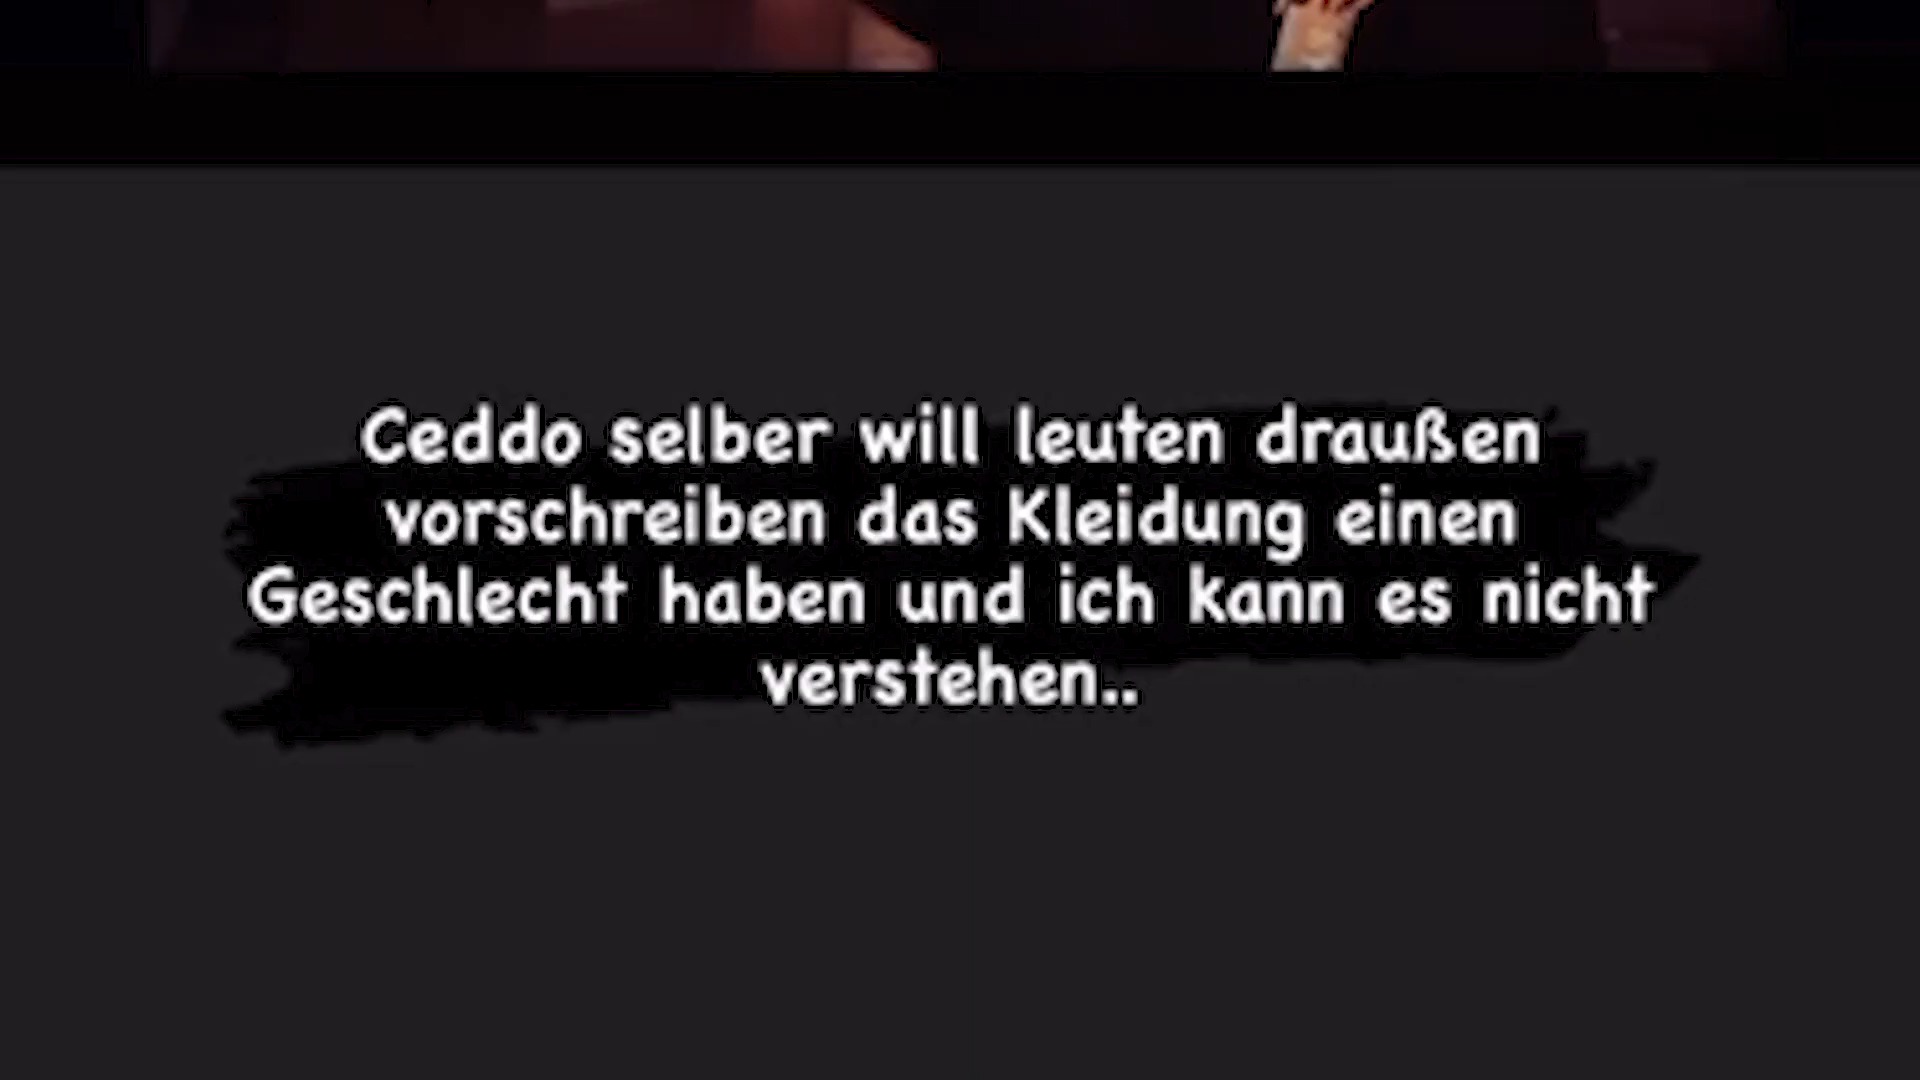 Ceddo selber will leuten draußen
vorschreiben das Kleidung einen
Geschlecht haben und ich kann es nicht
verstehen..